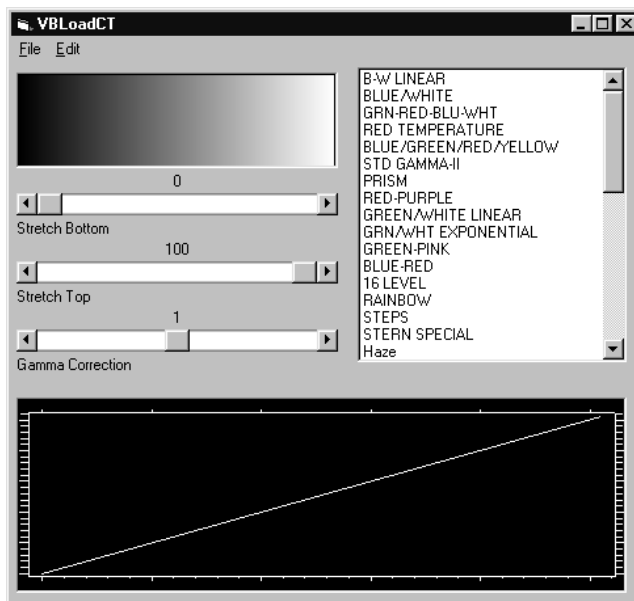 VBLoadCT
File Edit
0
Stretch Bottom
100
Stretch Top
1
Gamma Correction
B-W LINEAR
BLUE/WHITE
GRN-RED-BLU-WHT
RED TEMPERATURE
BLUE/GREEN/RED/YELLOW
STD GAMMA-II
PRISM
RED-PURPLE
GREEN/WHITE LINEAR
GRN/WHT EXPONENTIAL
GREEN-PINK
BLUE-RED
16 LEVEL
RAINBOW
STEPS
STERN SPECIAL
Haze